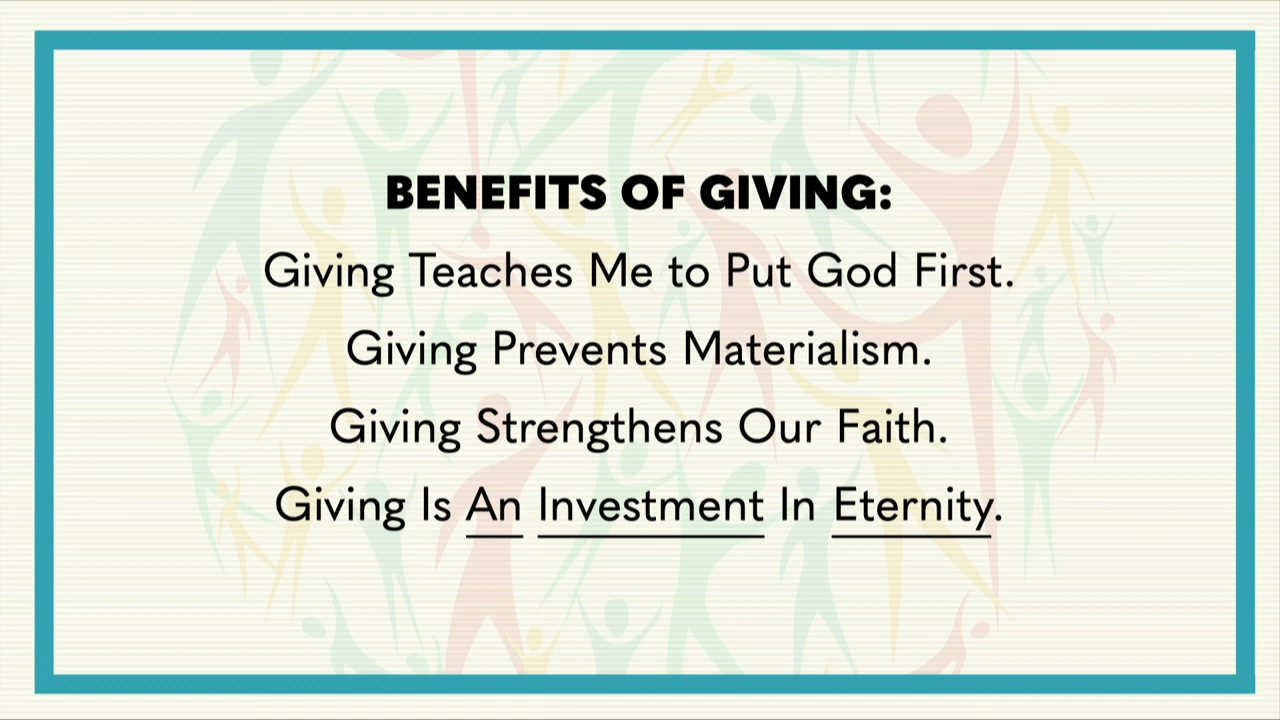 BENEFITS OF GIVING:
Giving Teaches Me to Put God First.
Giving Prevents Materialism.
Giving Strengthens Our Faith.
Giving Is An Investment In Eternity.